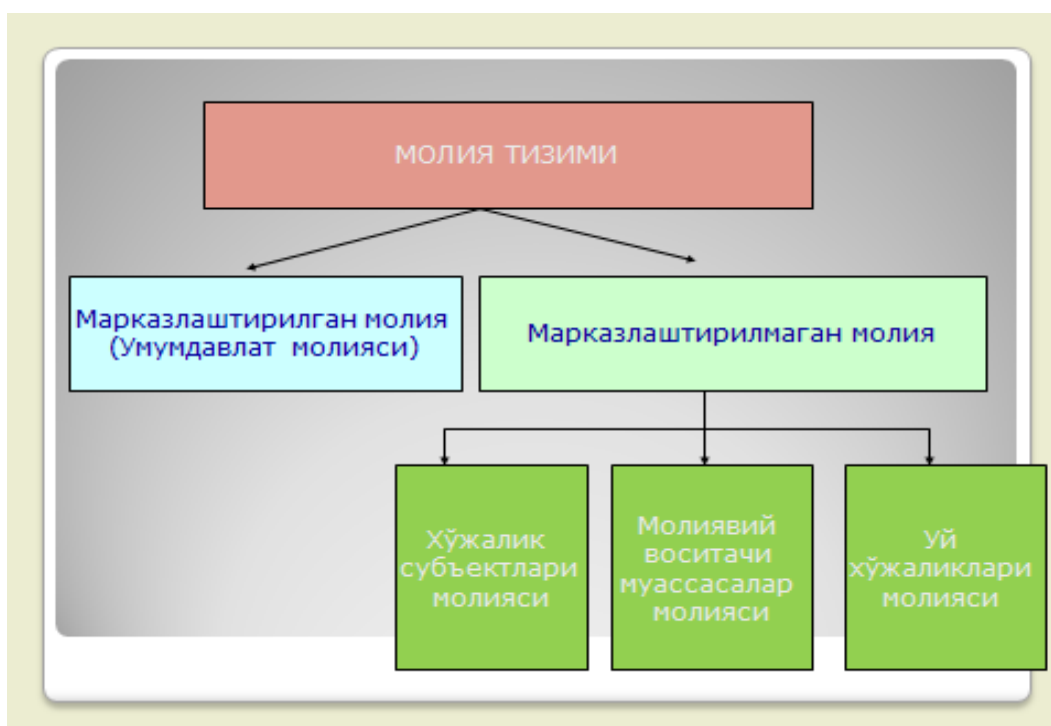 МОЛИЯ ТИЗИМИ
Марказлаштирилган молия
(Умумдавлат молияси)
Марказлаштирилмаган молия
Хўжалик
субъектлари
молияси
Молиявий
воситачи
муассасалар
молияси
Уй
хўжаликлари
молияси